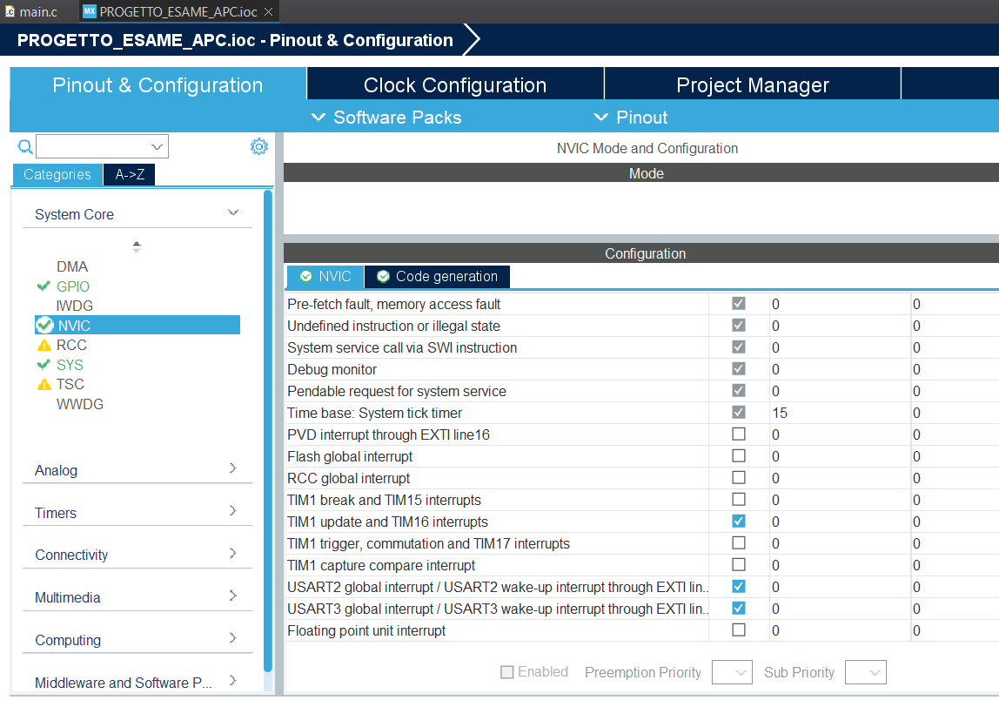 main.c
MX PROGETTO_ESAME_APC.ioc
PROGETTO_ESAME_APC.ioc - Pinout & Configuration
Pinout & Configuration
Clock Configuration
Project Manager
Software Packs
Pinout
Categories
A->Z
System Core
DMA
GPIO
IWDG
NVIC
RCC
SYS
TSC
WWDG
Analog
Timers
Connectivity
Multimedia
Computing
Middleware and Software P...
NVIC Mode and Configuration
Mode
Configuration
NVIC
Code generation
Pre-fetch fault, memory access fault 0 0
Undefined instruction or illegal state 0 0
System service call via SWI instruction 0 0
Debug monitor 0 0
Pendable request for system service 0 0
Time base: System tick timer 15 0
PVD interrupt through EXTI line16 0 0
Flash global interrupt 0 0
RCC global interrupt 0 0
TIM1 break and TIM15 interrupts 0 0
TIM1 update and TIM16 interrupts 0 0
TIM1 trigger, commutation and TIM17 interrupts 0 0
TIM1 capture compare interrupt 0 0
USART2 global interrupt / USART2 wake-up interrupt through EXTI lin... 0 0
USART3 global interrupt / USART3 wake-up interrupt through EXTI lin... 0 0
Floating point unit interrupt 0 0
Enabled Preemption Priority Sub Priority